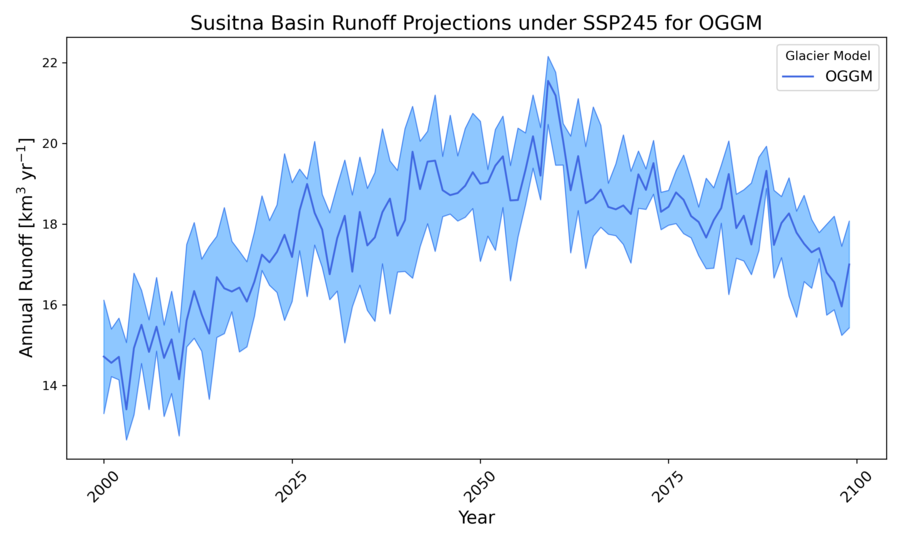 Susitna Basin Runoff Projections under SSP245 for OGGM
Glacier Model
OGGM
Annual Runoff [km³ yr⁻¹]
22
20
18
16
14
2000
2025
2050
2075
2100
Year